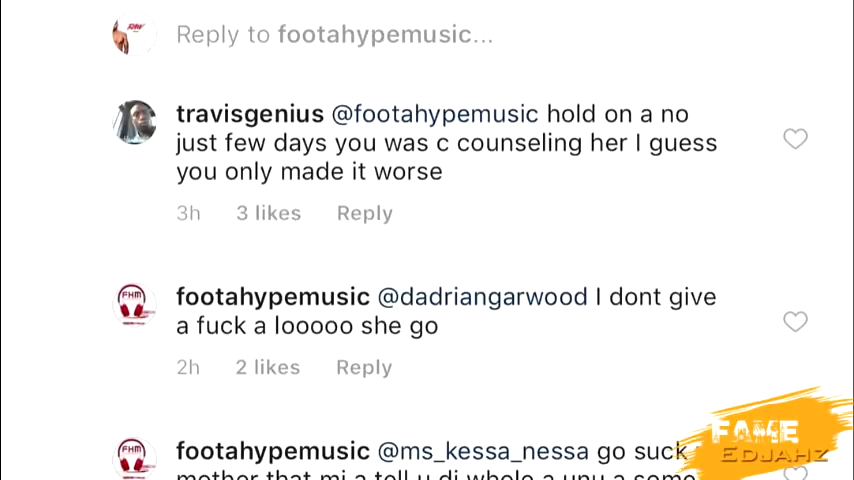 Reply to footahypemusic...
travisgenius @footahypemusic hold on a no
just few days you was c counseling her I guess
you only made it worse
3h 3 likes Reply
FHM
footahypemusic @dadriangarwood I dont give
a fuck a looooo she go
2h 2 likes Reply
FHM
footahypemusic @ms_kessa_nessa go suck
mother that mi a tell u di whole a unu a some
FAME
EDJAHZ